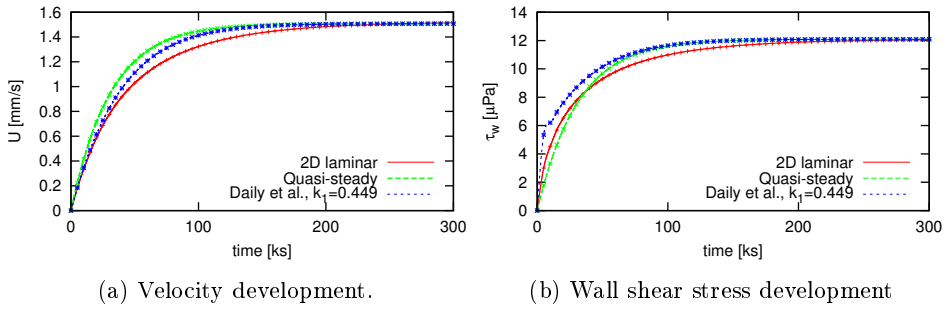 1.6
1.4
1.2
1
0.8
0.6
0.4
0.2
0
U [mm/s]
2D laminar
Quasi-steady
Daily et al., k1=0.449
0 100 200 300
time [ks]
(a) Velocity development.
14
12
10
8
6
4
2
0
τw [μPa]
2D laminar
Quasi-steady
Daily et al., k1=0.449
0 100 200 300
time [ks]
(b) Wall shear stress development